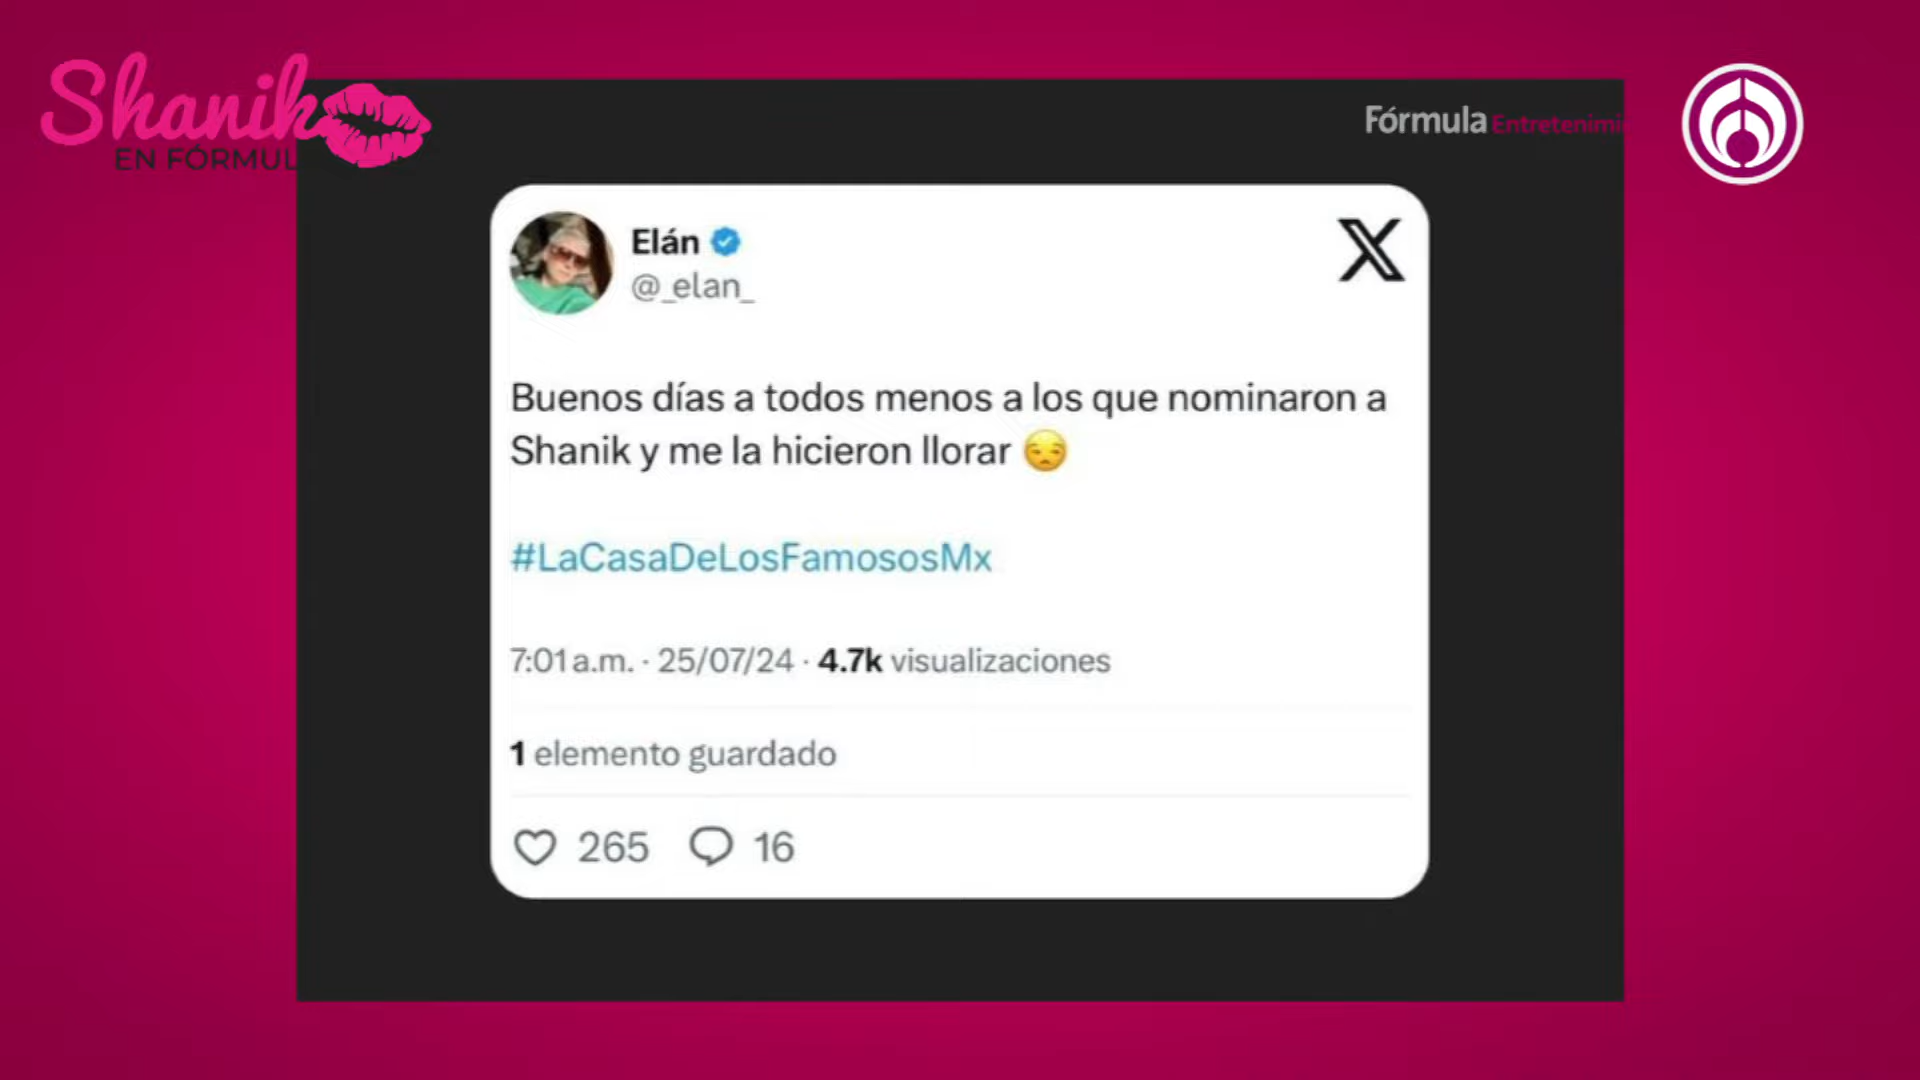 Shanik
EN FÓRMUL
Fórmula Entretenimi
Elán
@_elan_
X
Buenos días a todos menos a los que nominaron a
Shanik y me la hicieron llorar 😒
#LaCasaDeLosFamososMx
7:01 a.m. · 25/07/24 · 4.7k visualizaciones
1 elemento guardado
265 16